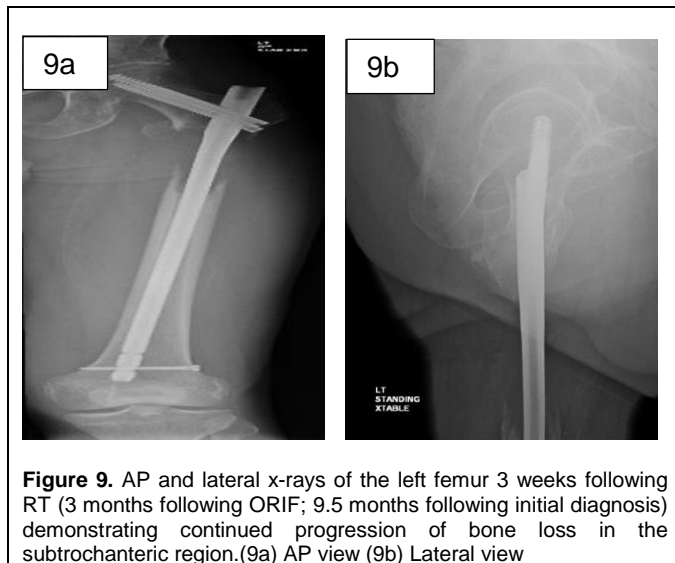 9a
9b
LT
STANDING
XTABLE
Figure 9. AP and lateral x-rays of the left femur 3 weeks following
RT (3 months following ORIF; 9.5 months following initial diagnosis)
demonstrating continued progression of bone loss in the
subtrochanteric region.(9a) AP view (9b) Lateral view